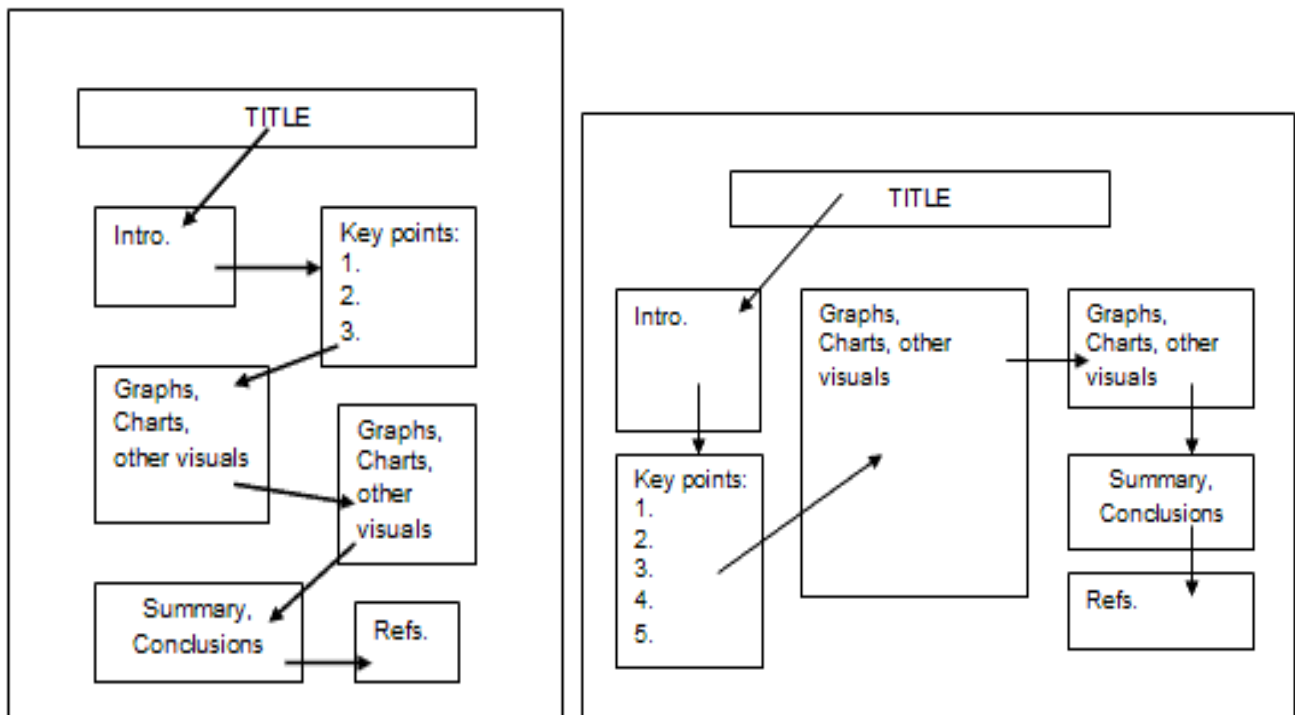 TITLE
Intro.
Key points:
1.
2.
3.
Graphs,
Charts,
other visuals
Graphs,
Charts,
other
visuals
Summary,
Conclusions
Refs.
TITLE
Intro.
Key points:
1.
2.
3.
4.
5.
Graphs,
Charts, other
visuals
Graphs,
Charts, other
visuals
Summary,
Conclusions
Refs.